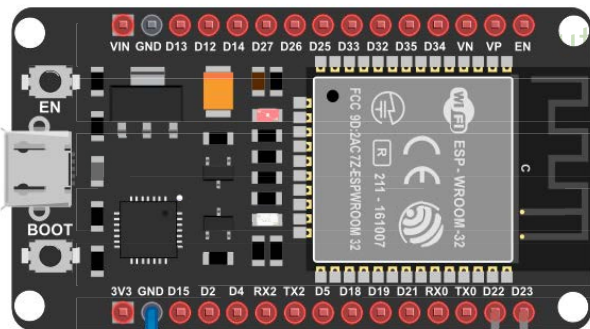 VIN GND D13 D12 D14 D27 D26 D25 D33 D32 D35 D34 VN VP EN
EN
BOOT
WiFi
ESP-WROOM-32
CE
R
211-161007
FCC 9D:2AC7Z-ESPWROOM 32
C
3V3 GND D15 D2 D4 RX2 TX2 D5 D18 D19 D21 RX0 TX0 D22 D23